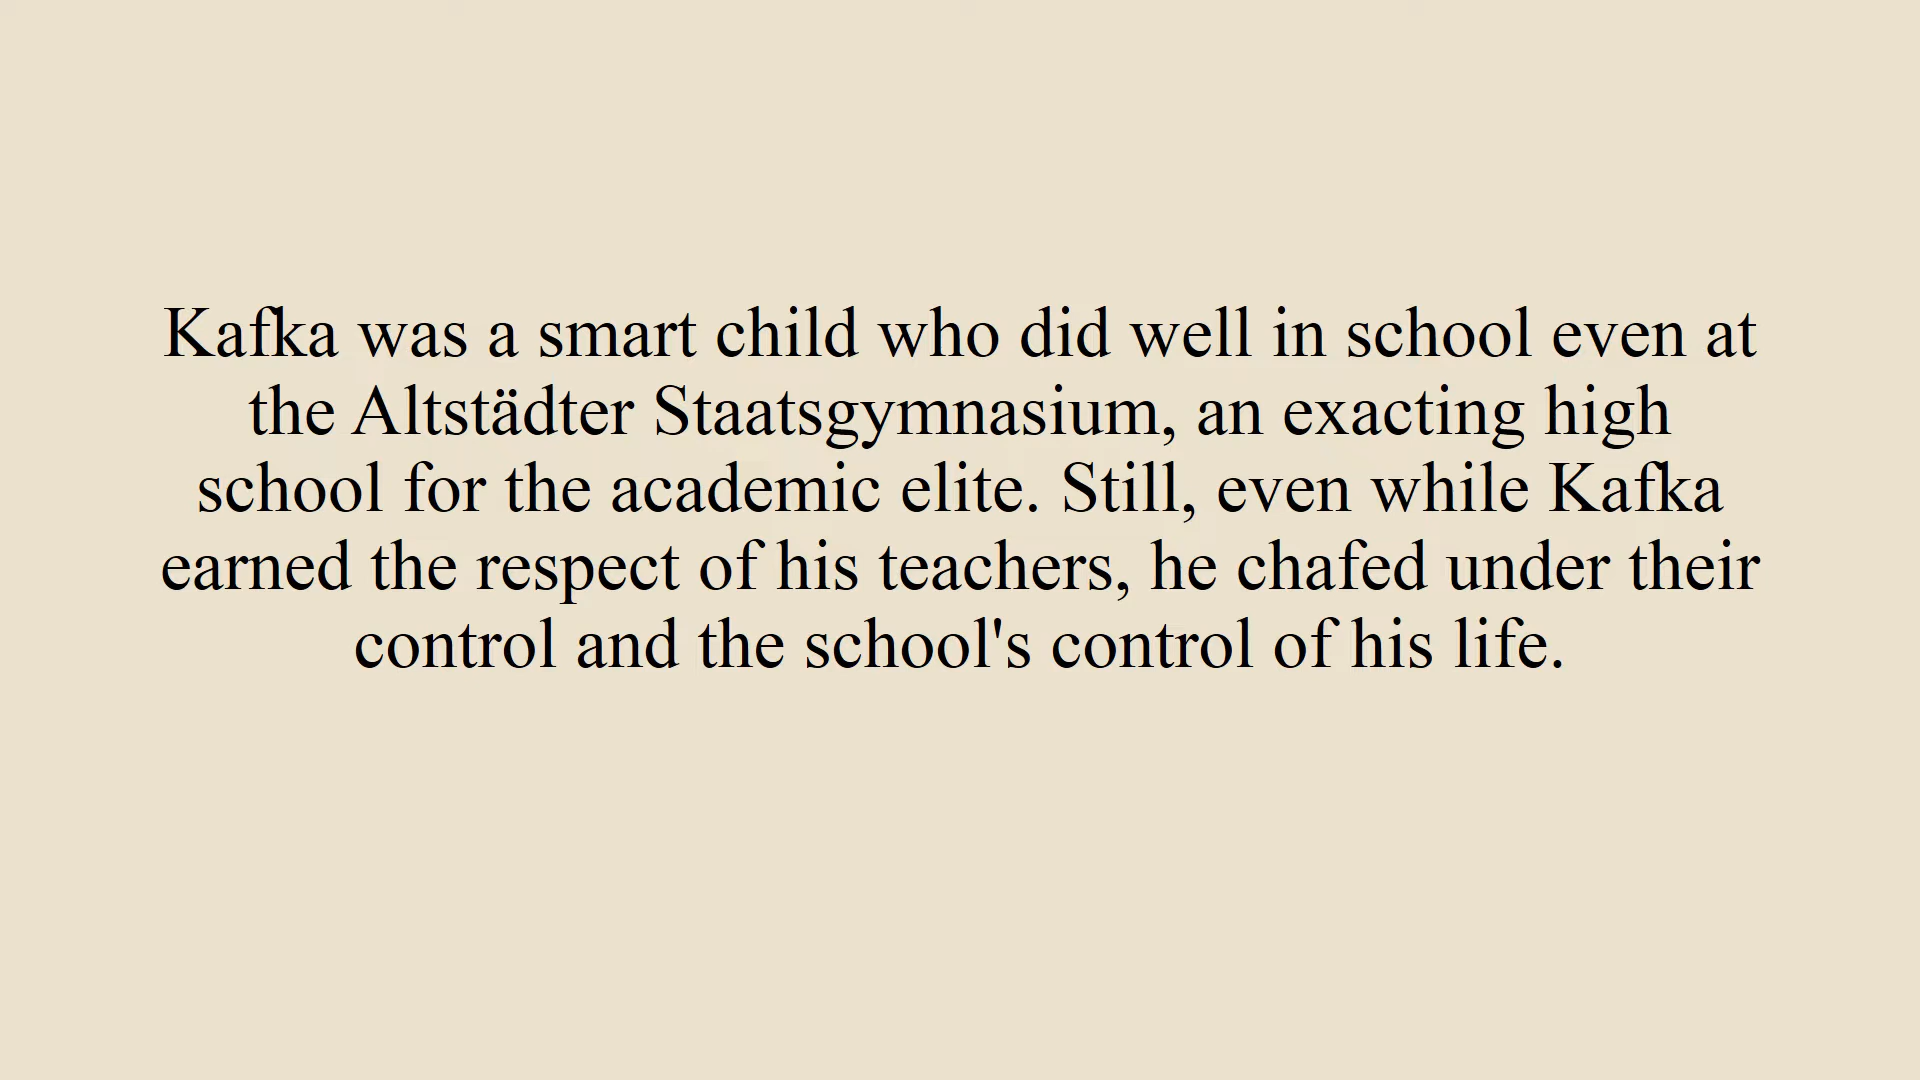 Kafka was a smart child who did well in school even at
the Altstädter Staatsgymnasium, an exacting high
school for the academic elite. Still, even while Kafka
earned the respect of his teachers, he chafed under their
control and the school's control of his life.